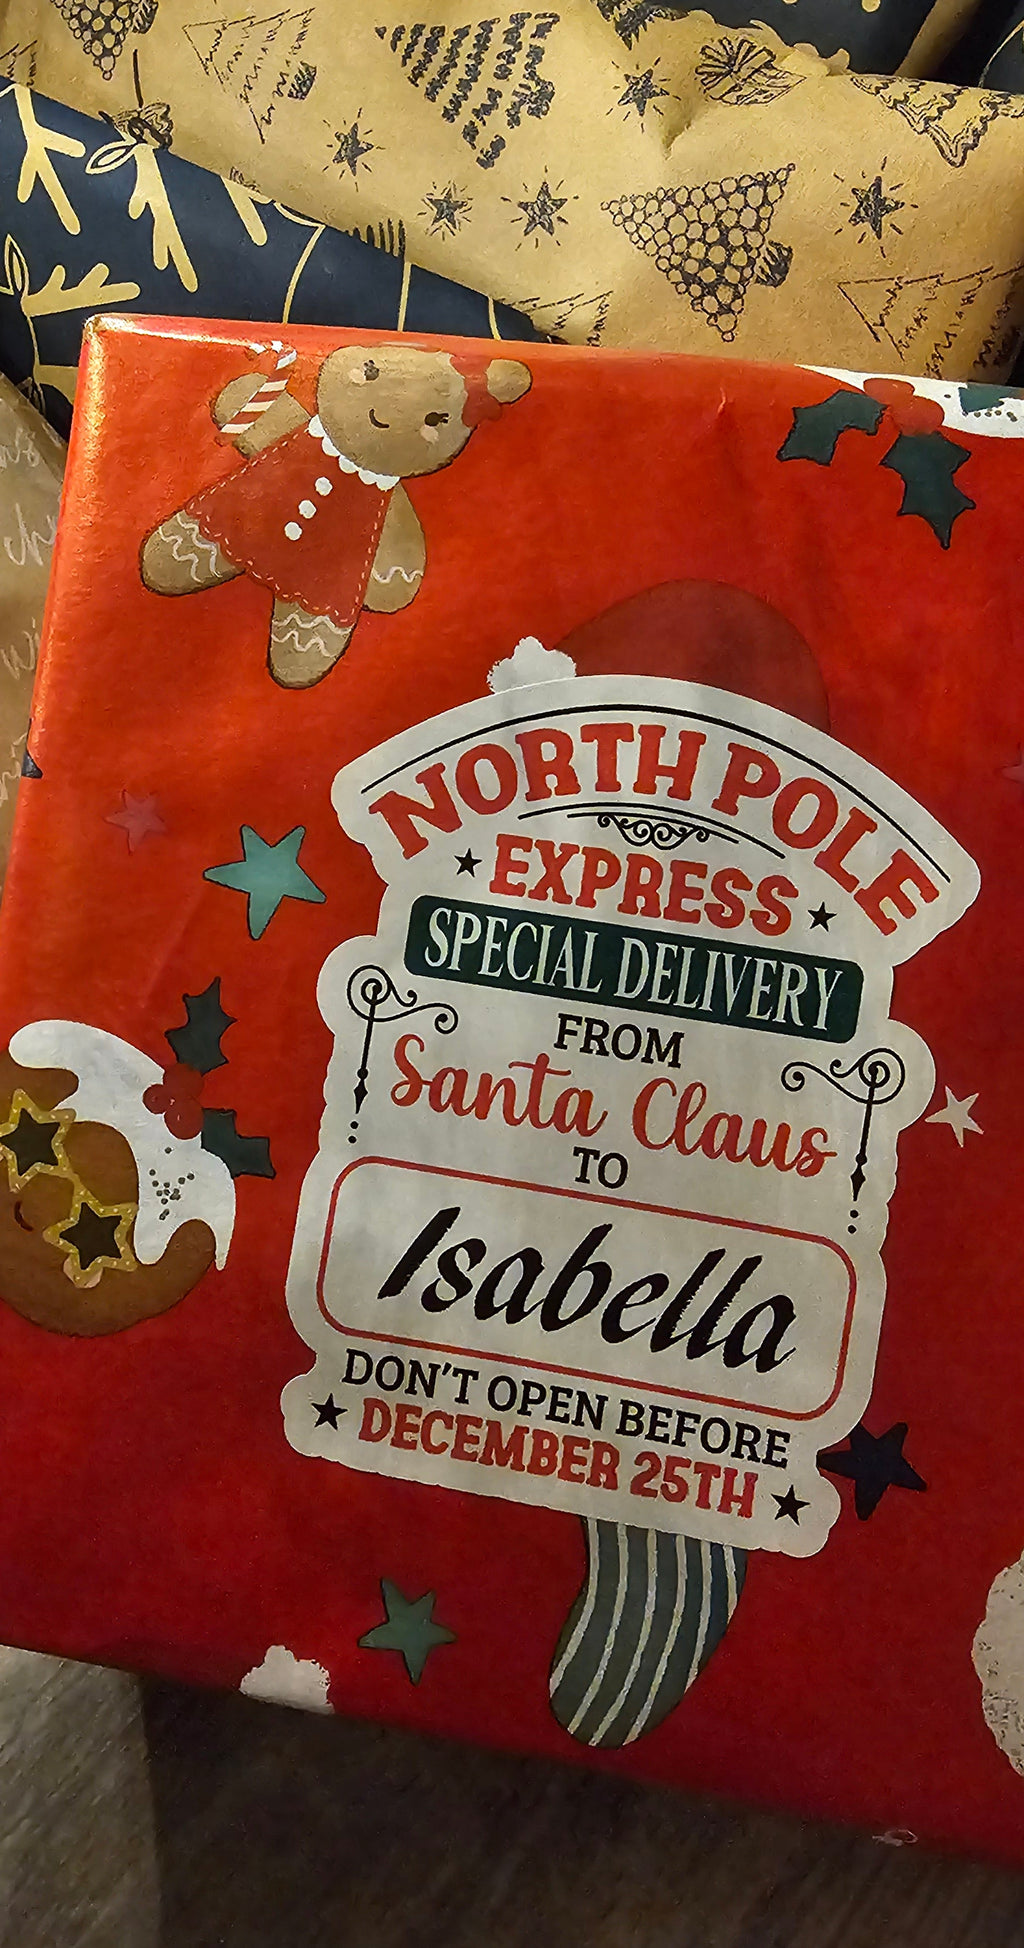 NORTH POLE
EXPRESS
SPECIAL DELIVERY
FROM
Santa Claus
TO
Isabella
DON'T OPEN BEFORE
DECEMBER 25TH